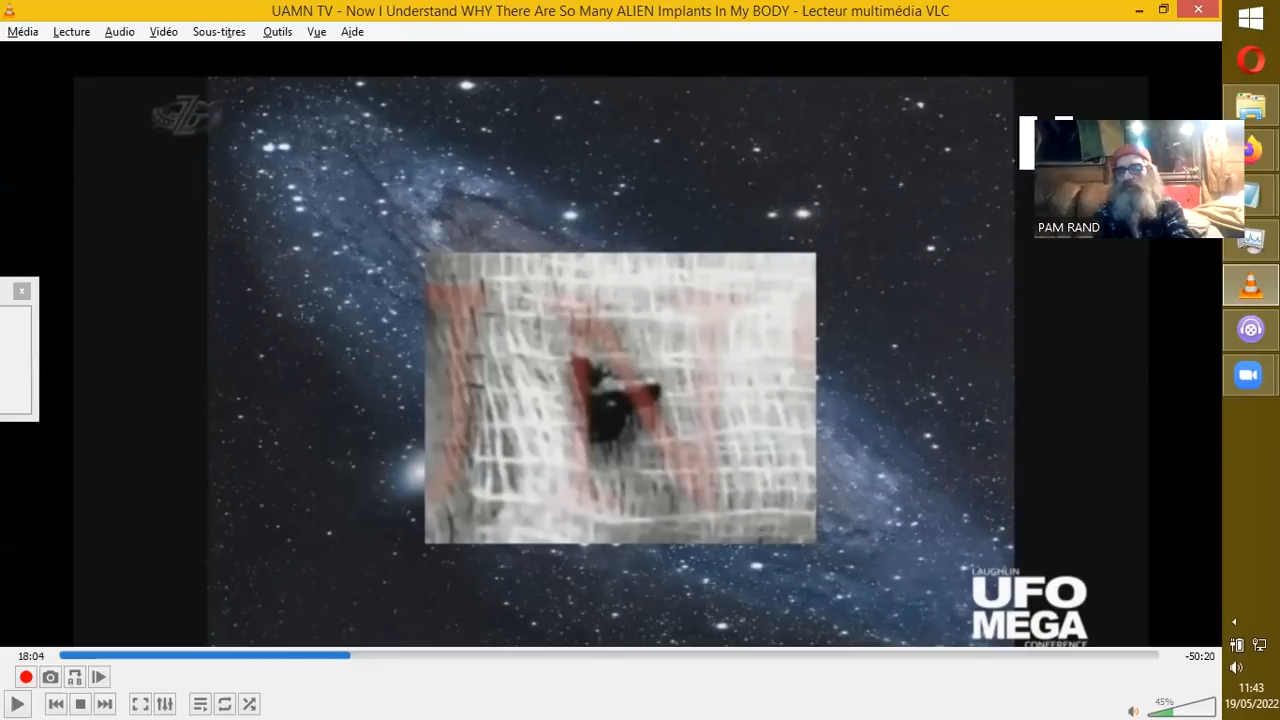 UAMN TV - Now I Understand WHY There Are So Many ALIEN Implants In My BODY - Lecteur multimédia VLC
Média Lecture Audio Vidéo Sous-titres Outils Vue Aide
PAM RAND
LAUGHLIN
UFO
MEGA
CONFERENCE
18:04
-50:20
45%
11:43
19/05/2022